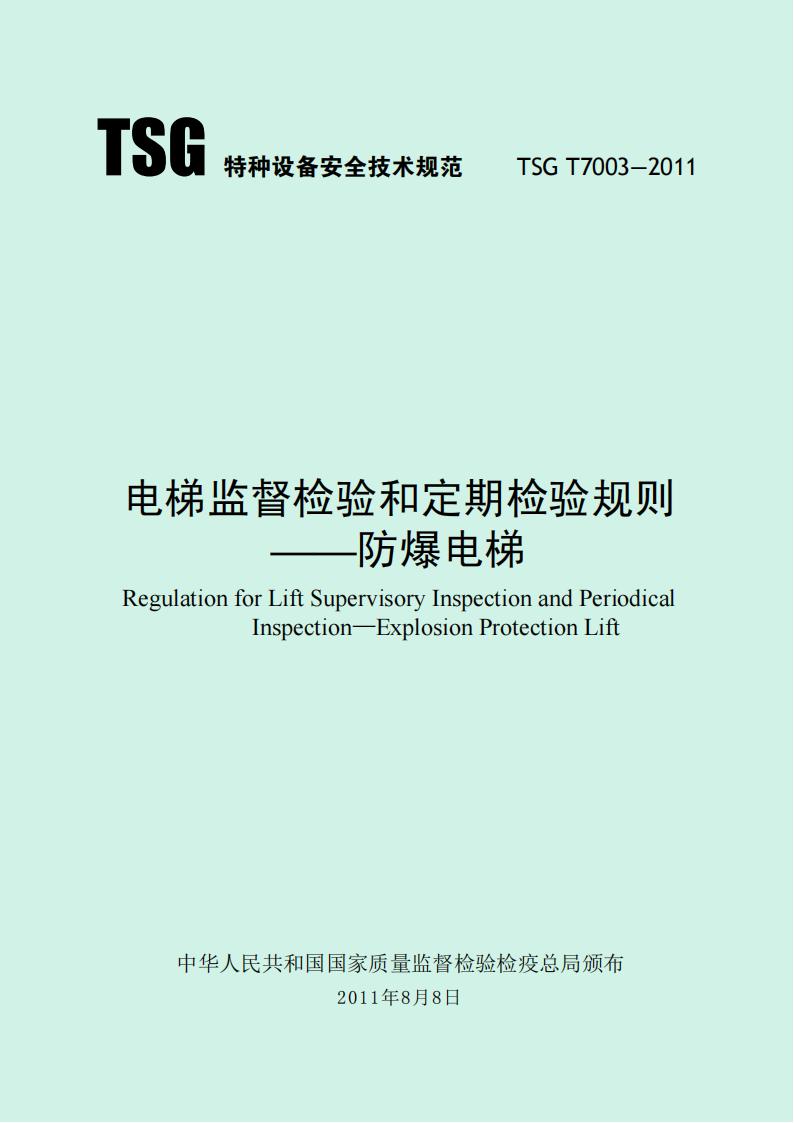 TSG 特种设备安全技术规范 TSG T7003—2011
电梯监督检验和定期检验规则
——防爆电梯
Regulation for Lift Supervisory Inspection and Periodical
Inspection—Explosion Protection Lift
中华人民共和国国家质量监督检验检疫总局颁布
2011年8月8日